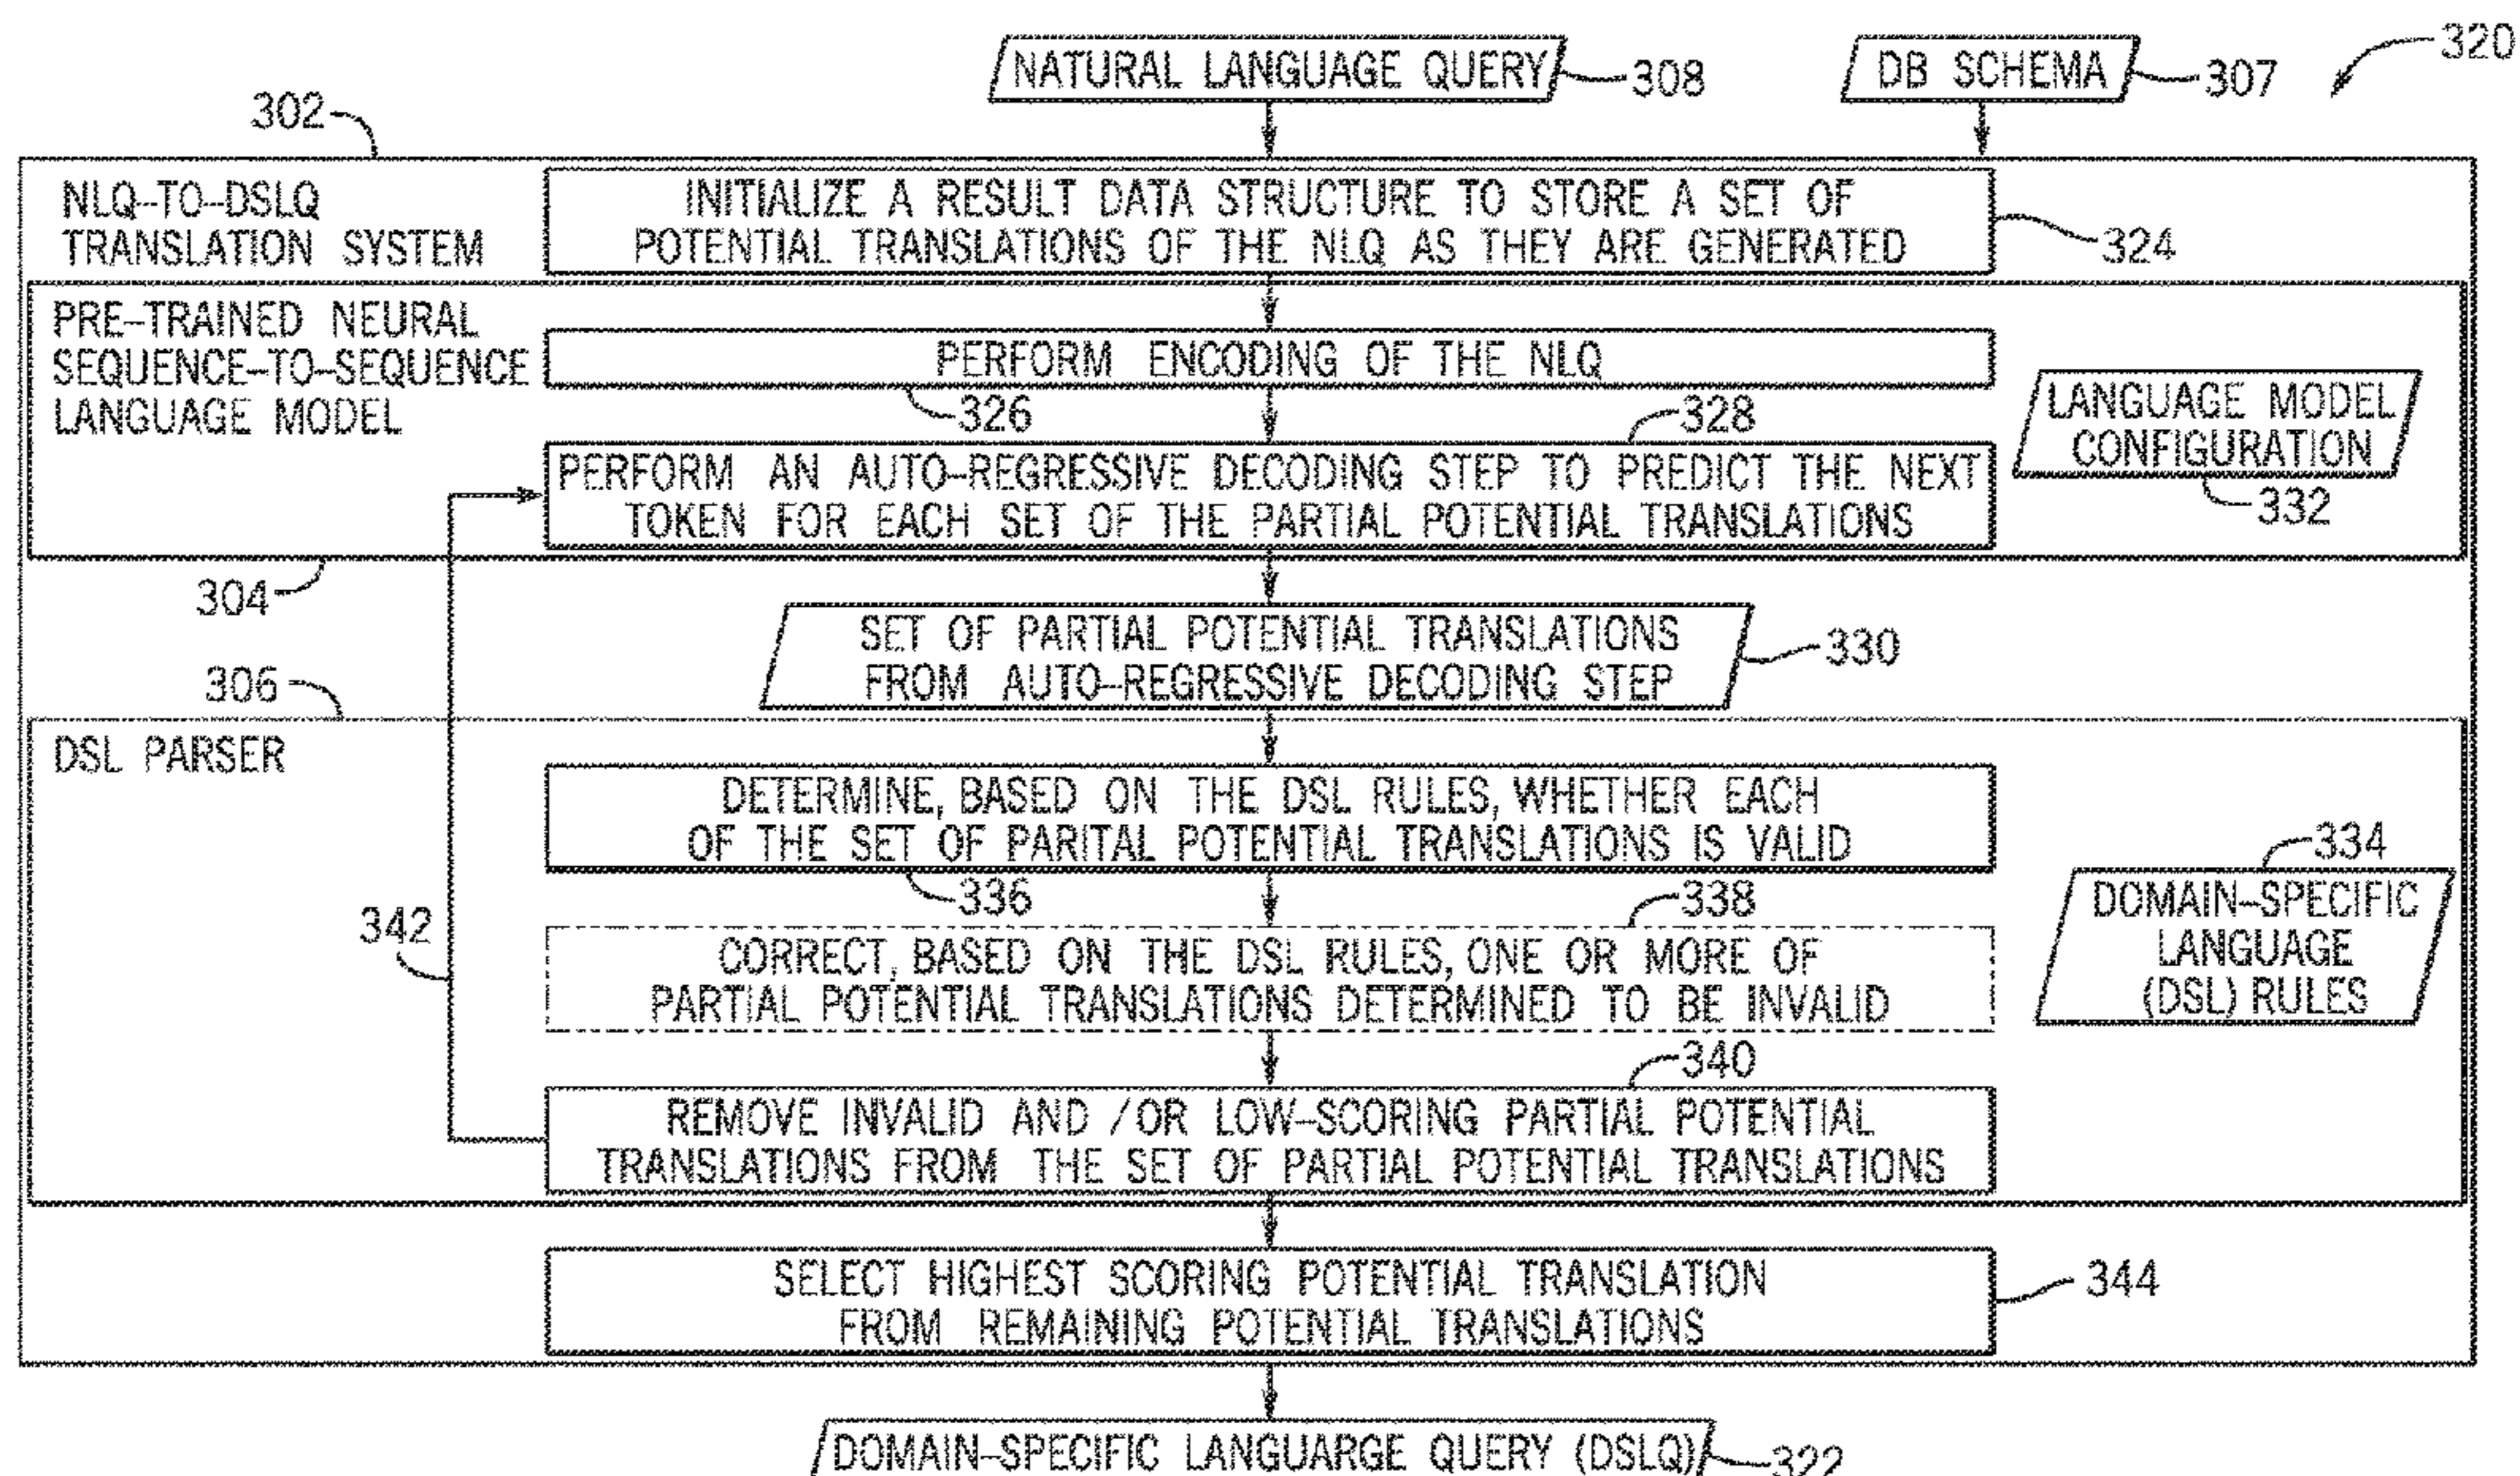 320
NATURAL LANGUAGE QUERY
308
DB SCHEMA
307
302
NLQ-TO-DSLQ
TRANSLATION SYSTEM
INITIALIZE A RESULT DATA STRUCTURE TO STORE A SET OF
POTENTIAL TRANSLATIONS OF THE NLQ AS THEY ARE GENERATED
324
PRE-TRAINED NEURAL
SEQUENCE-TO-SEQUENCE
LANGUAGE MODEL
PERFORM ENCODING OF THE NLQ
326
328
LANGUAGE MODEL
CONFIGURATION
332
PERFORM AN AUTO-REGRESSIVE DECODING STEP TO PREDICT THE NEXT
TOKEN FOR EACH SET OF THE PARTIAL POTENTIAL TRANSLATIONS
304
SET OF PARTIAL POTENTIAL TRANSLATIONS
FROM AUTO-REGRESSIVE DECODING STEP
330
306
DSL PARSER
DETERMINE, BASED ON THE DSL RULES, WHETHER EACH
OF THE SET OF PARITAL POTENTIAL TRANSLATIONS IS VALID
336
338
334
DOMAIN-SPECIFIC
LANGUAGE
(DSL) RULES
342
CORRECT, BASED ON THE DSL RULES, ONE OR MORE OF
PARTIAL POTENTIAL TRANSLATIONS DETERMINED TO BE INVALID
340
REMOVE INVALID AND /OR LOW-SCORING PARTIAL POTENTIAL
TRANSLATIONS FROM THE SET OF PARTIAL POTENTIAL TRANSLATIONS
SELECT HIGHEST SCORING POTENTIAL TRANSLATION
FROM REMAINING POTENTIAL TRANSLATIONS
344
DOMAIN-SPECIFIC LANGUARGE QUERY (DSLQ)
322